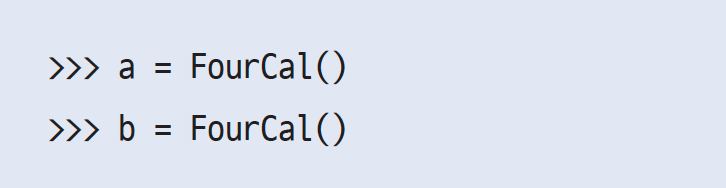 >>> a = FourCal()
>>> b = FourCal()